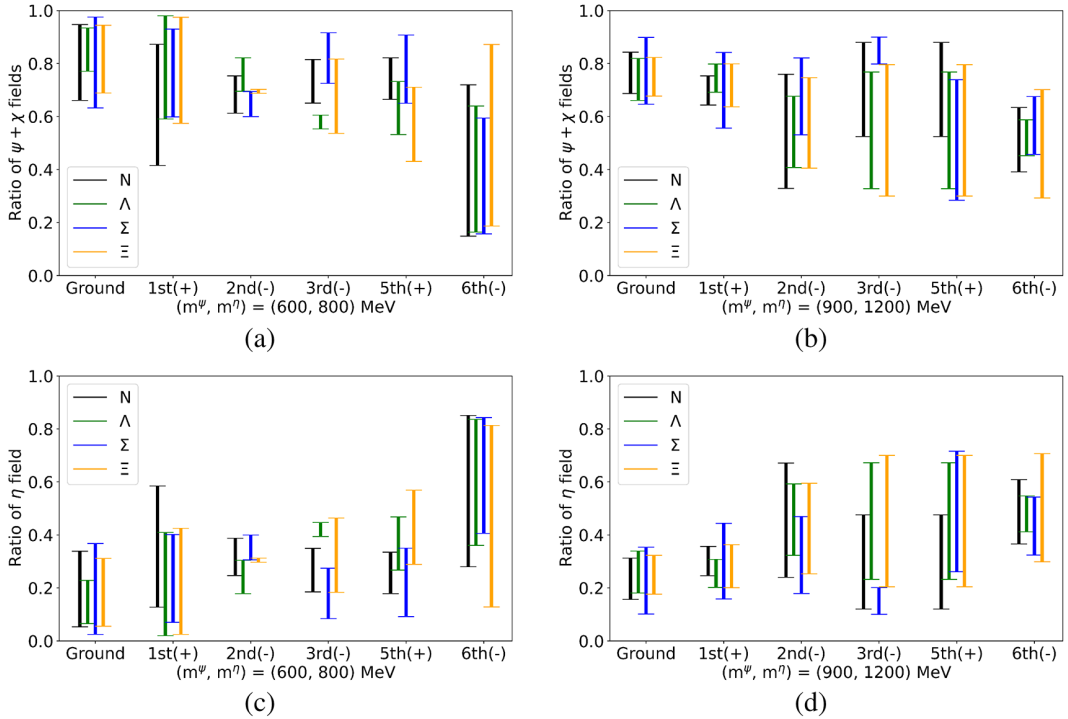 1.0
0.8
0.6
0.4
0.2
0.0
Ratio of ψ + χ fields
N
Λ
Σ
Ξ
Ground 1st(+) 2nd(-) 3rd(-) 5th(+) 6th(-)
(m^ψ, m^η) = (600, 800) MeV
(a)
1.0
0.8
0.6
0.4
0.2
0.0
Ratio of ψ + χ fields
N
Λ
Σ
Ξ
Ground 1st(+) 2nd(-) 3rd(-) 5th(+) 6th(-)
(m^ψ, m^η) = (900, 1200) MeV
(b)
1.0
0.8
0.6
0.4
0.2
0.0
Ratio of η field
N
Λ
Σ
Ξ
Ground 1st(+) 2nd(-) 3rd(-) 5th(+) 6th(-)
(m^ψ, m^η) = (600, 800) MeV
(c)
1.0
0.8
0.6
0.4
0.2
0.0
Ratio of η field
N
Λ
Σ
Ξ
Ground 1st(+) 2nd(-) 3rd(-) 5th(+) 6th(-)
(m^ψ, m^η) = (900, 1200) MeV
(d)